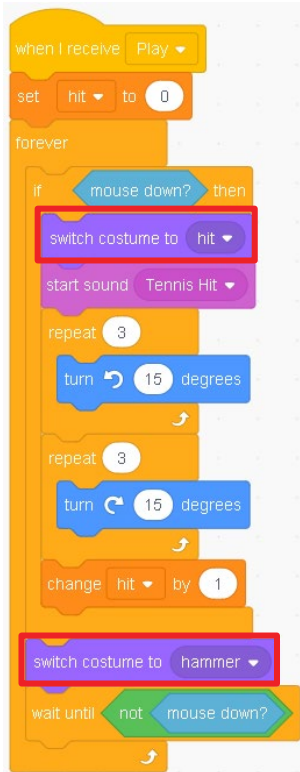 when I receive Play
set hit to 0
forever
if mouse down? then
switch costume to hit
start sound Tennis Hit
repeat 3
turn 15 degrees
repeat 3
turn 15 degrees
change hit by 1
switch costume to hammer
wait until not mouse down?